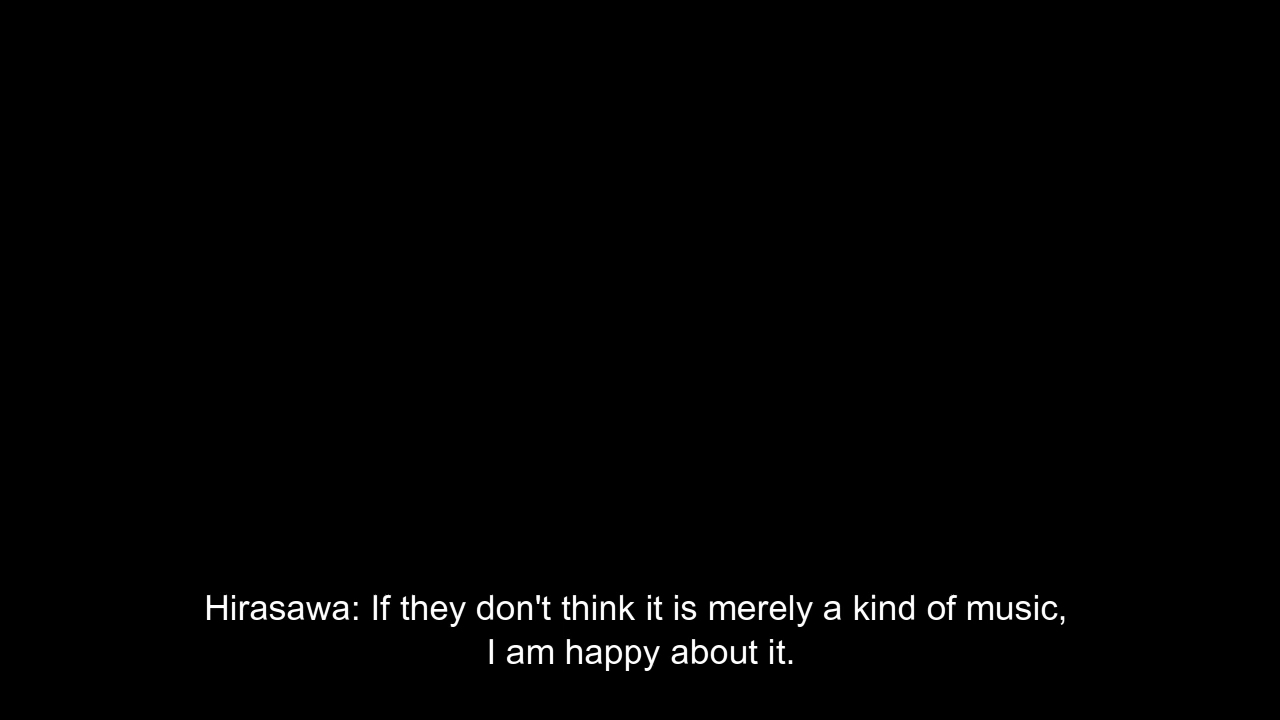 Hirasawa: If they don't think it is merely a kind of music,
I am happy about it.